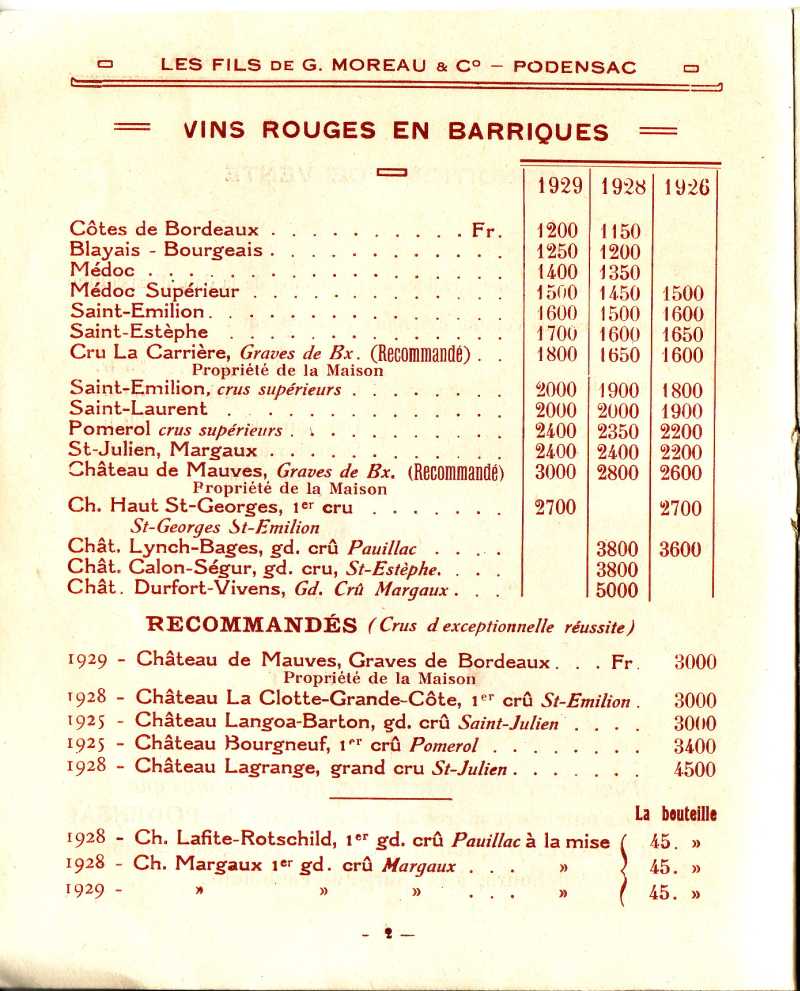 LES FILS DE G. MOREAU & Cº – PODENSAC
VINS ROUGES EN BARRIQUES
1929 1928 1926
Côtes de Bordeaux . . . . . . . . . . Fr. 1200 1150
Blayais - Bourgeais . . . . . . . . . . . . 1250 1200
Médoc . . . . . . . . . . . . . . . . . . 1400 1350
Médoc Supérieur . . . . . . . . . . . . . 1500 1450 1500
Saint-Emilion . . . . . . . . . . . . . . . 1600 1500 1600
Saint-Estèphe . . . . . . . . . . . . . . 1700 1600 1650
Cru La Carrière, Graves de Bx. (Recommandé) . . 1800 1650 1600
Propriété de la Maison
Saint-Emilion, crus supérieurs . . . . . . . . 2000 1900 1800
Saint-Laurent . . . . . . . . . . . . . . 2000 2000 1900
Pomerol crus supérieurs . . . . . . . . . . . 2400 2350 2200
St-Julien, Margaux . . . . . . . . . . . . 2400 2400 2200
Château de Mauves, Graves de Bx. (Recommandé) 3000 2800 2600
Propriété de la Maison
Ch. Haut St-Georges, 1er cru . . . . . . . 2700 2700
St-Georges St-Emilion
Chât. Lynch-Bages, gd. crû Pauillac . . . . 3800 3600
Chât. Calon-Ségur, gd. cru, St-Estèphe. . . . 3800
Chât. Durfort-Vivens, Gd. Crû Margaux . . . 5000
RECOMMANDÉS (Crus d'exceptionnelle réussite)
1929 - Château de Mauves, Graves de Bordeaux. . . Fr. 3000
Propriété de la Maison
1928 - Château La Clotte-Grande-Côte, 1er crû St-Emilion . 3000
1925 - Château Langoa-Barton, gd. crû Saint-Julien . . . . 3000
1925 - Château Bourgneuf, 1er crû Pomerol . . . . . . . . 3400
1928 - Château Lagrange, grand cru St-Julien . . . . . . . 4500
La bouteille
1928 - Ch. Lafite-Rotschild, 1er gd. crû Pauillac à la mise 45. »
1928 - Ch. Margaux 1er gd. crû Margaux . . . » 45. »
1929 - » » » . . . » 45. »
- 2 —